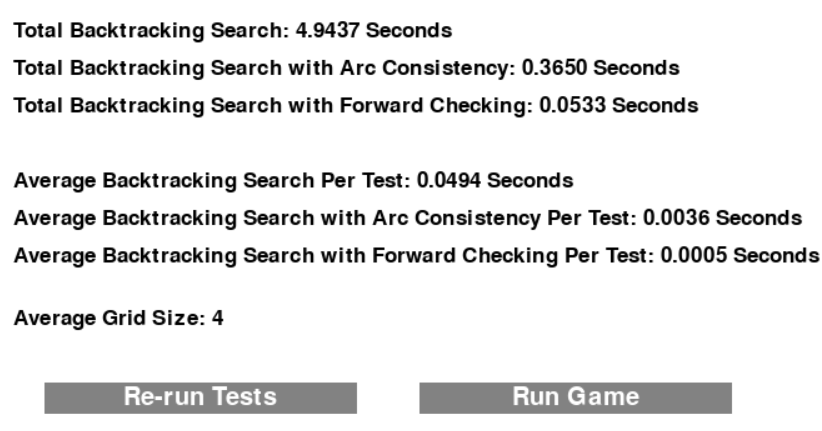 Total Backtracking Search: 4.9437 Seconds
Total Backtracking Search with Arc Consistency: 0.3650 Seconds
Total Backtracking Search with Forward Checking: 0.0533 Seconds
Average Backtracking Search Per Test: 0.0494 Seconds
Average Backtracking Search with Arc Consistency Per Test: 0.0036 Seconds
Average Backtracking Search with Forward Checking Per Test: 0.0005 Seconds
Average Grid Size: 4
Re-run Tests Run Game